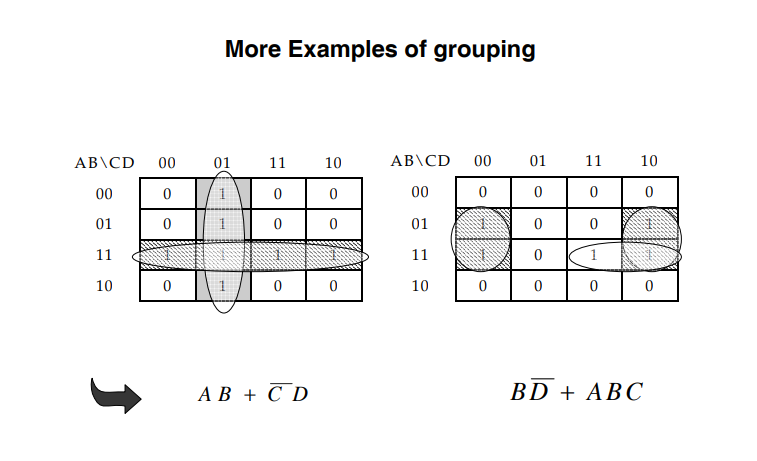 More Examples of grouping
AB\CD 00 01 11 10
00 0 1 0 0
01 0 1 0 0
11 1 1 1 1
10 0 1 0 0
AB\CD 00 01 11 10
00 0 0 0 0
01 1 0 0 1
11 1 0 1 1
10 0 0 0 0
A B + C̅ D
BD̅ + ABC